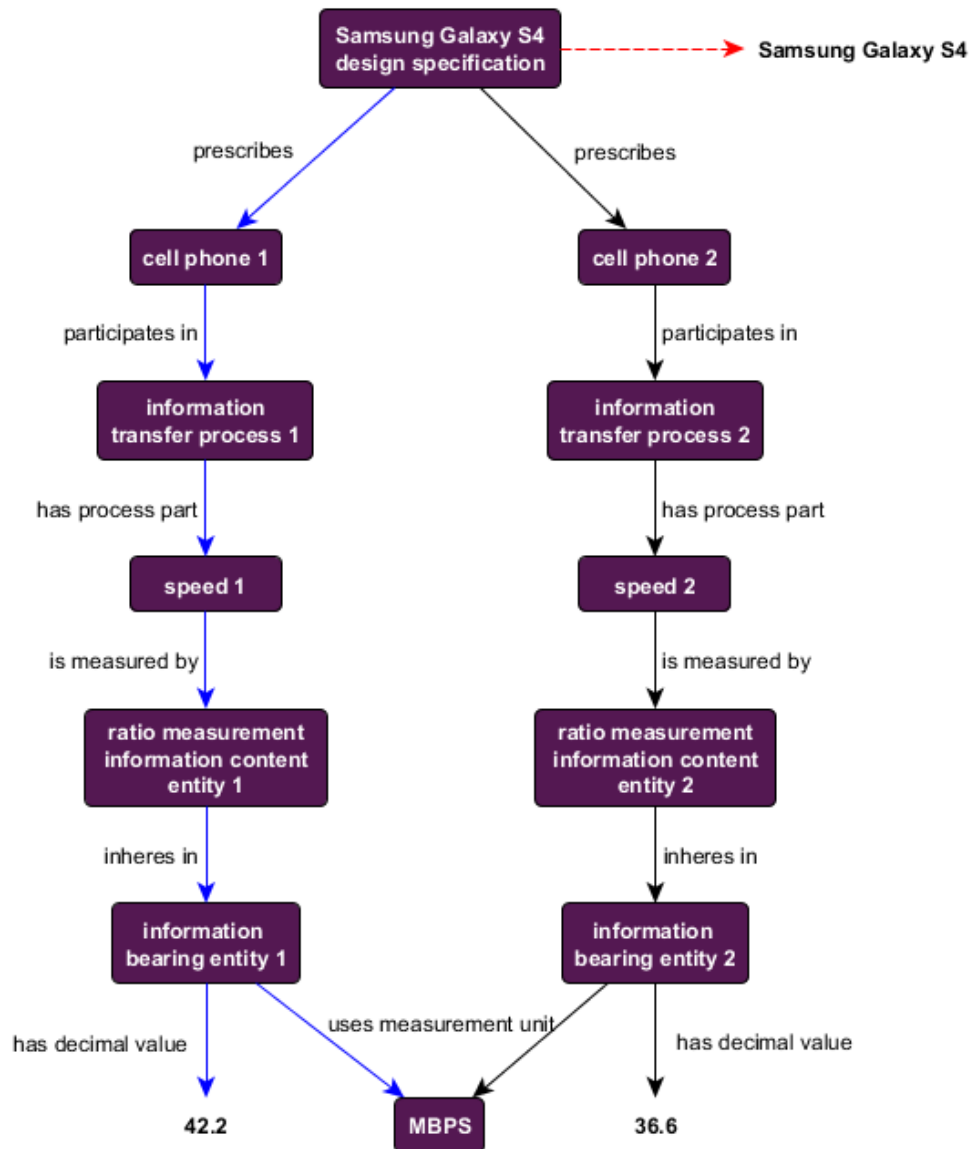 Samsung Galaxy S4
design specification
Samsung Galaxy S4
prescribes
prescribes
cell phone 1
cell phone 2
participates in
participates in
information
transfer process 1
information
transfer process 2
has process part
has process part
speed 1
speed 2
is measured by
is measured by
ratio measurement
information content
entity 1
ratio measurement
information content
entity 2
inheres in
inheres in
information
bearing entity 1
information
bearing entity 2
has decimal value
uses measurement unit
has decimal value
42.2
MBPS
36.6